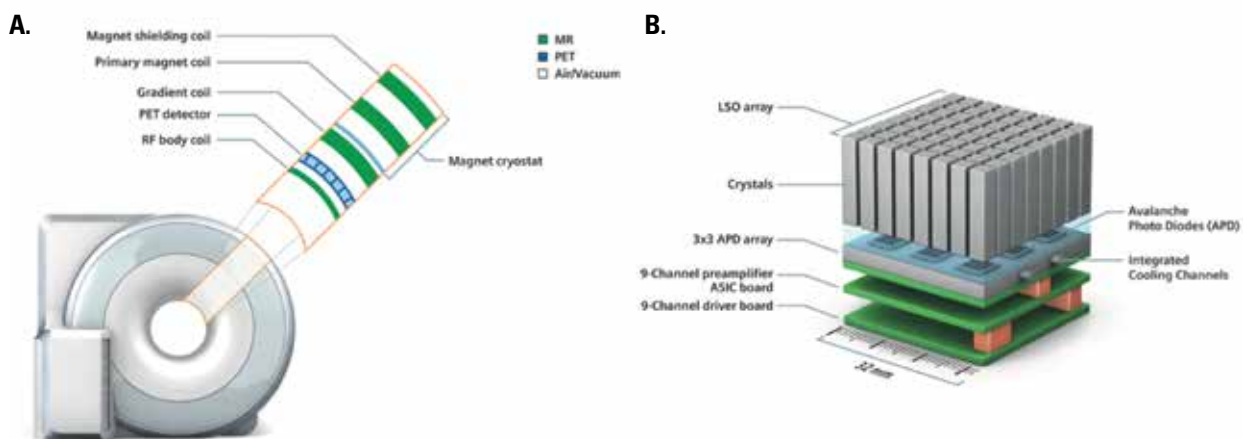 A.
Magnet shielding coil
Primary magnet coil
Gradient coil
PET detector
RF body coil
MR
PET
Air/Vacuum
Magnet cryostat
B.
LSO array
Crystals
3x3 APD array
9-Channel preamplifier
ASIC board
9-Channel driver board
Avalanche
Photo Diodes (APD)
Integrated
Cooling Channels
32 mm